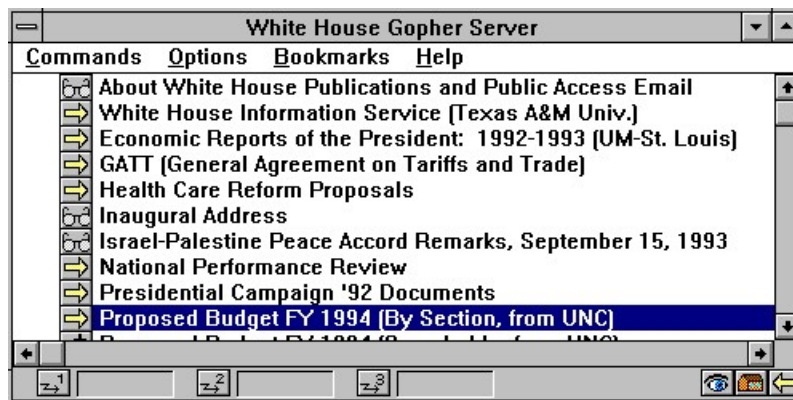 White House Gopher Server
Commands Options Bookmarks Help
About White House Publications and Public Access Email
White House Information Service (Texas A&M Univ.)
Economic Reports of the President: 1992-1993 (UM-St. Louis)
GATT (General Agreement on Tariffs and Trade)
Health Care Reform Proposals
Inaugural Address
Israel-Palestine Peace Accord Remarks, September 15, 1993
National Performance Review
Presidential Campaign '92 Documents
Proposed Budget FY 1994 (By Section, from UNC)
z1 z2 z3